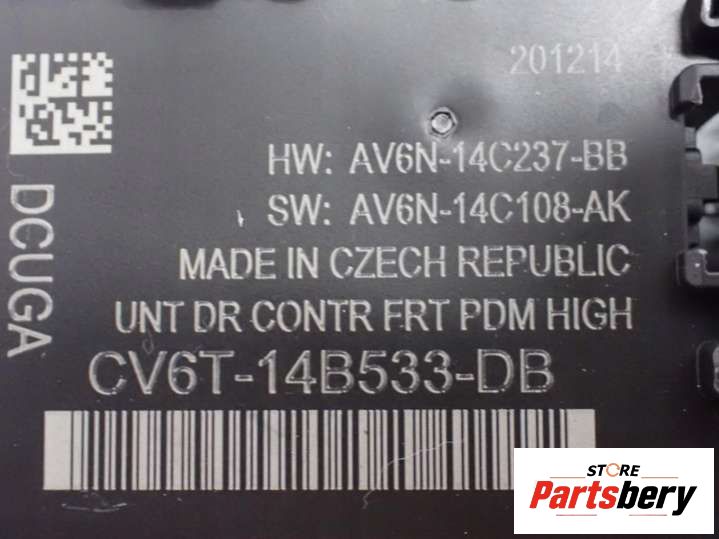 201214
HW: AV6N-14C237-BB
SW: AV6N-14C108-AK
MADE IN CZECH REPUBLIC
UNT DR CONTR FRT PDM HIGH
CV6T-14B533-DB
DCUGA
STORE
Partsbery